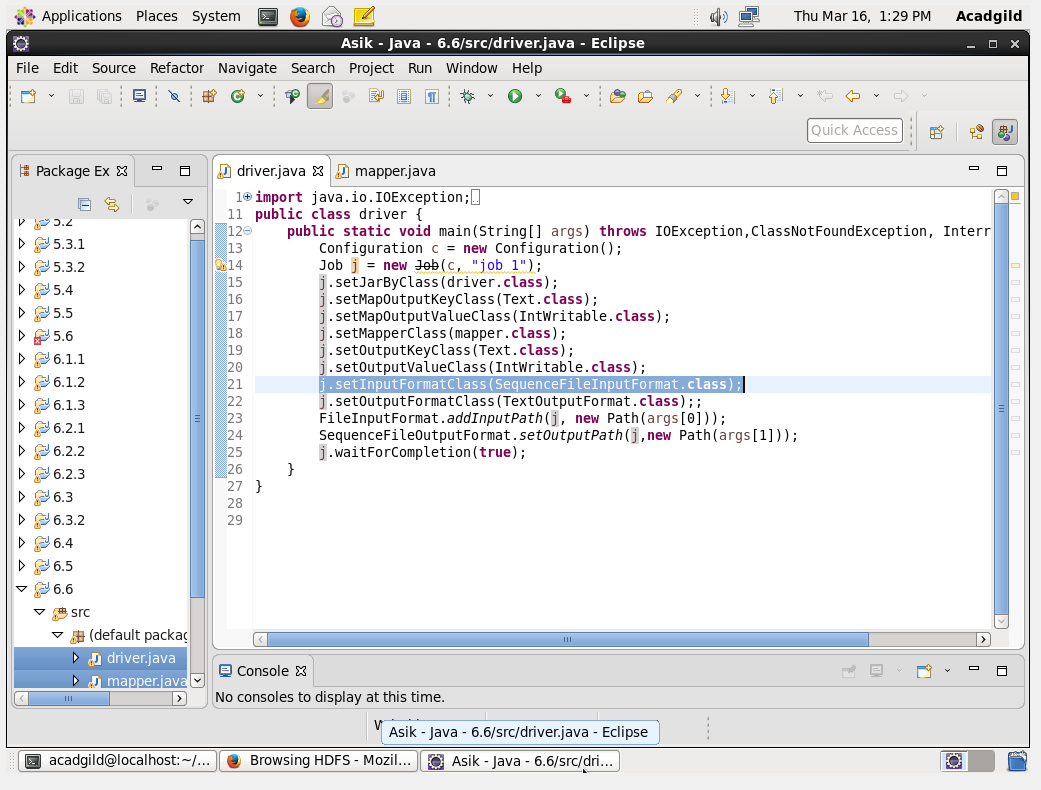 Applications Places System Thu Mar 16, 1:29 PM Acadgild
Asik - Java - 6.6/src/driver.java - Eclipse
File Edit Source Refactor Navigate Search Project Run Window Help
Quick Access
Package Ex
5.2
5.3.1
5.3.2
5.4
5.5
5.6
6.1.1
6.1.2
6.1.3
6.2.1
6.2.2
6.2.3
6.3
6.3.2
6.4
6.5
6.6
src
(default packag
driver.java
mapper.java
driver.java mapper.java
1 import java.io.IOException;
11 public class driver {
12 public static void main(String[] args) throws IOException,ClassNotFoundException, Interr
13 Configuration c = new Configuration();
14 Job j = new Job(c, "job 1");
15 j.setJarByClass(driver.class);
16 j.setMapOutputKeyClass(Text.class);
17 j.setMapOutputValueClass(IntWritable.class);
18 j.setMapperClass(mapper.class);
19 j.setOutputKeyClass(Text.class);
20 j.setOutputValueClass(IntWritable.class);
21 j.setInputFormatClass(SequenceFileInputFormat.class);
22 j.setOutputFormatClass(TextOutputFormat.class);;
23 FileInputFormat.addInputPath(j, new Path(args[0]));
24 SequenceFileOutputFormat.setOutputPath(j,new Path(args[1]));
25 j.waitForCompletion(true);
26 }
27 }
28
29
Console
No consoles to display at this time.
Asik - Java - 6.6/src/driver.java - Eclipse
acadgild@localhost:~/... Browsing HDFS - Mozil... Asik - Java - 6.6/src/dri...